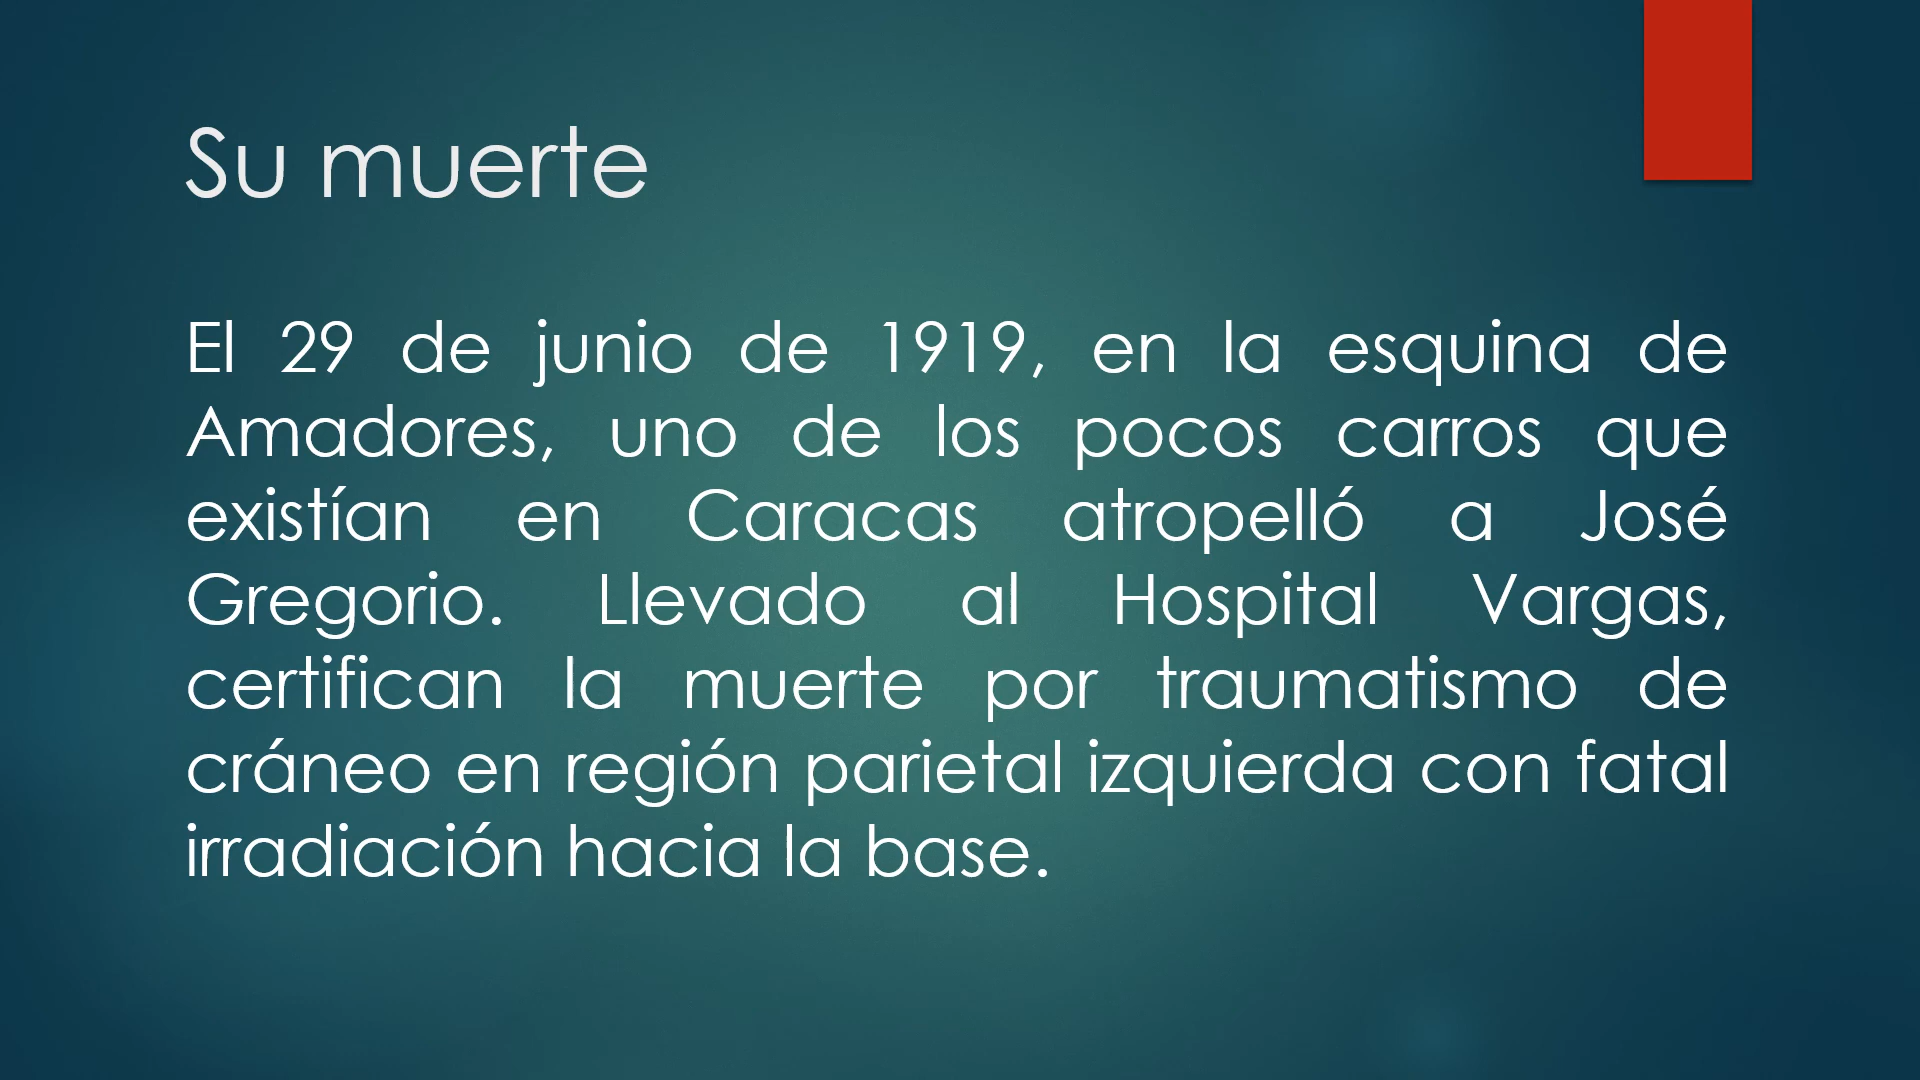 Su muerte
El 29 de junio de 1919, en la esquina de
Amadores, uno de los pocos carros que
existían en Caracas atropelló a José
Gregorio. Llevado al Hospital Vargas,
certifican la muerte por traumatismo de
cráneo en región parietal izquierda con fatal
irradiación hacia la base.